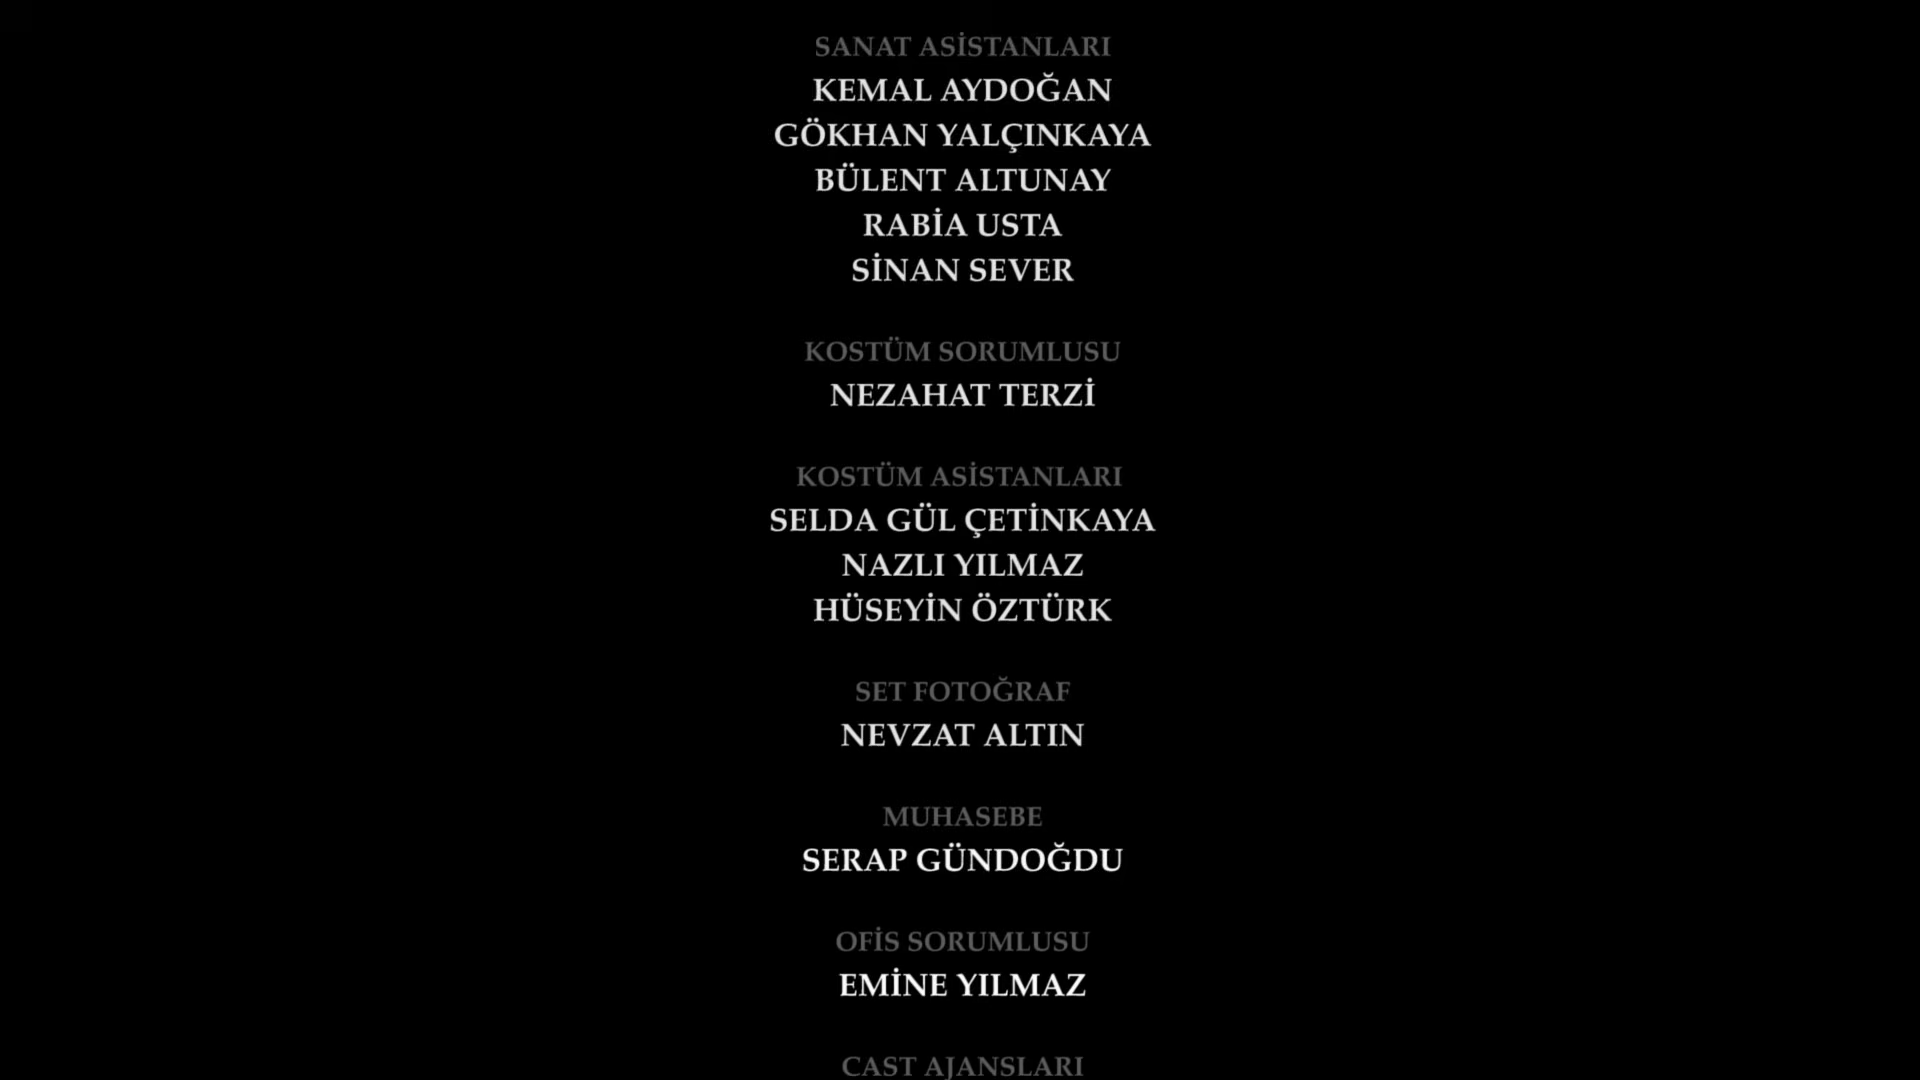 SANAT ASİSTANLARI
KEMAL AYDOĞAN
GÖKHAN YALÇINKAYA
BÜLENT ALTUNAY
RABİA USTA
SİNAN SEVER
KOSTÜM SORUMLUSU
NEZAHAT TERZİ
KOSTÜM ASİSTANLARI
SELDA GÜL ÇETİNKAYA
NAZLI YILMAZ
HÜSEYİN ÖZTÜRK
SET FOTOĞRAF
NEVZAT ALTIN
MUHASEBE
SERAP GÜNDOĞDU
OFİS SORUMLUSU
EMİNE YILMAZ
CAST AJANSLARI